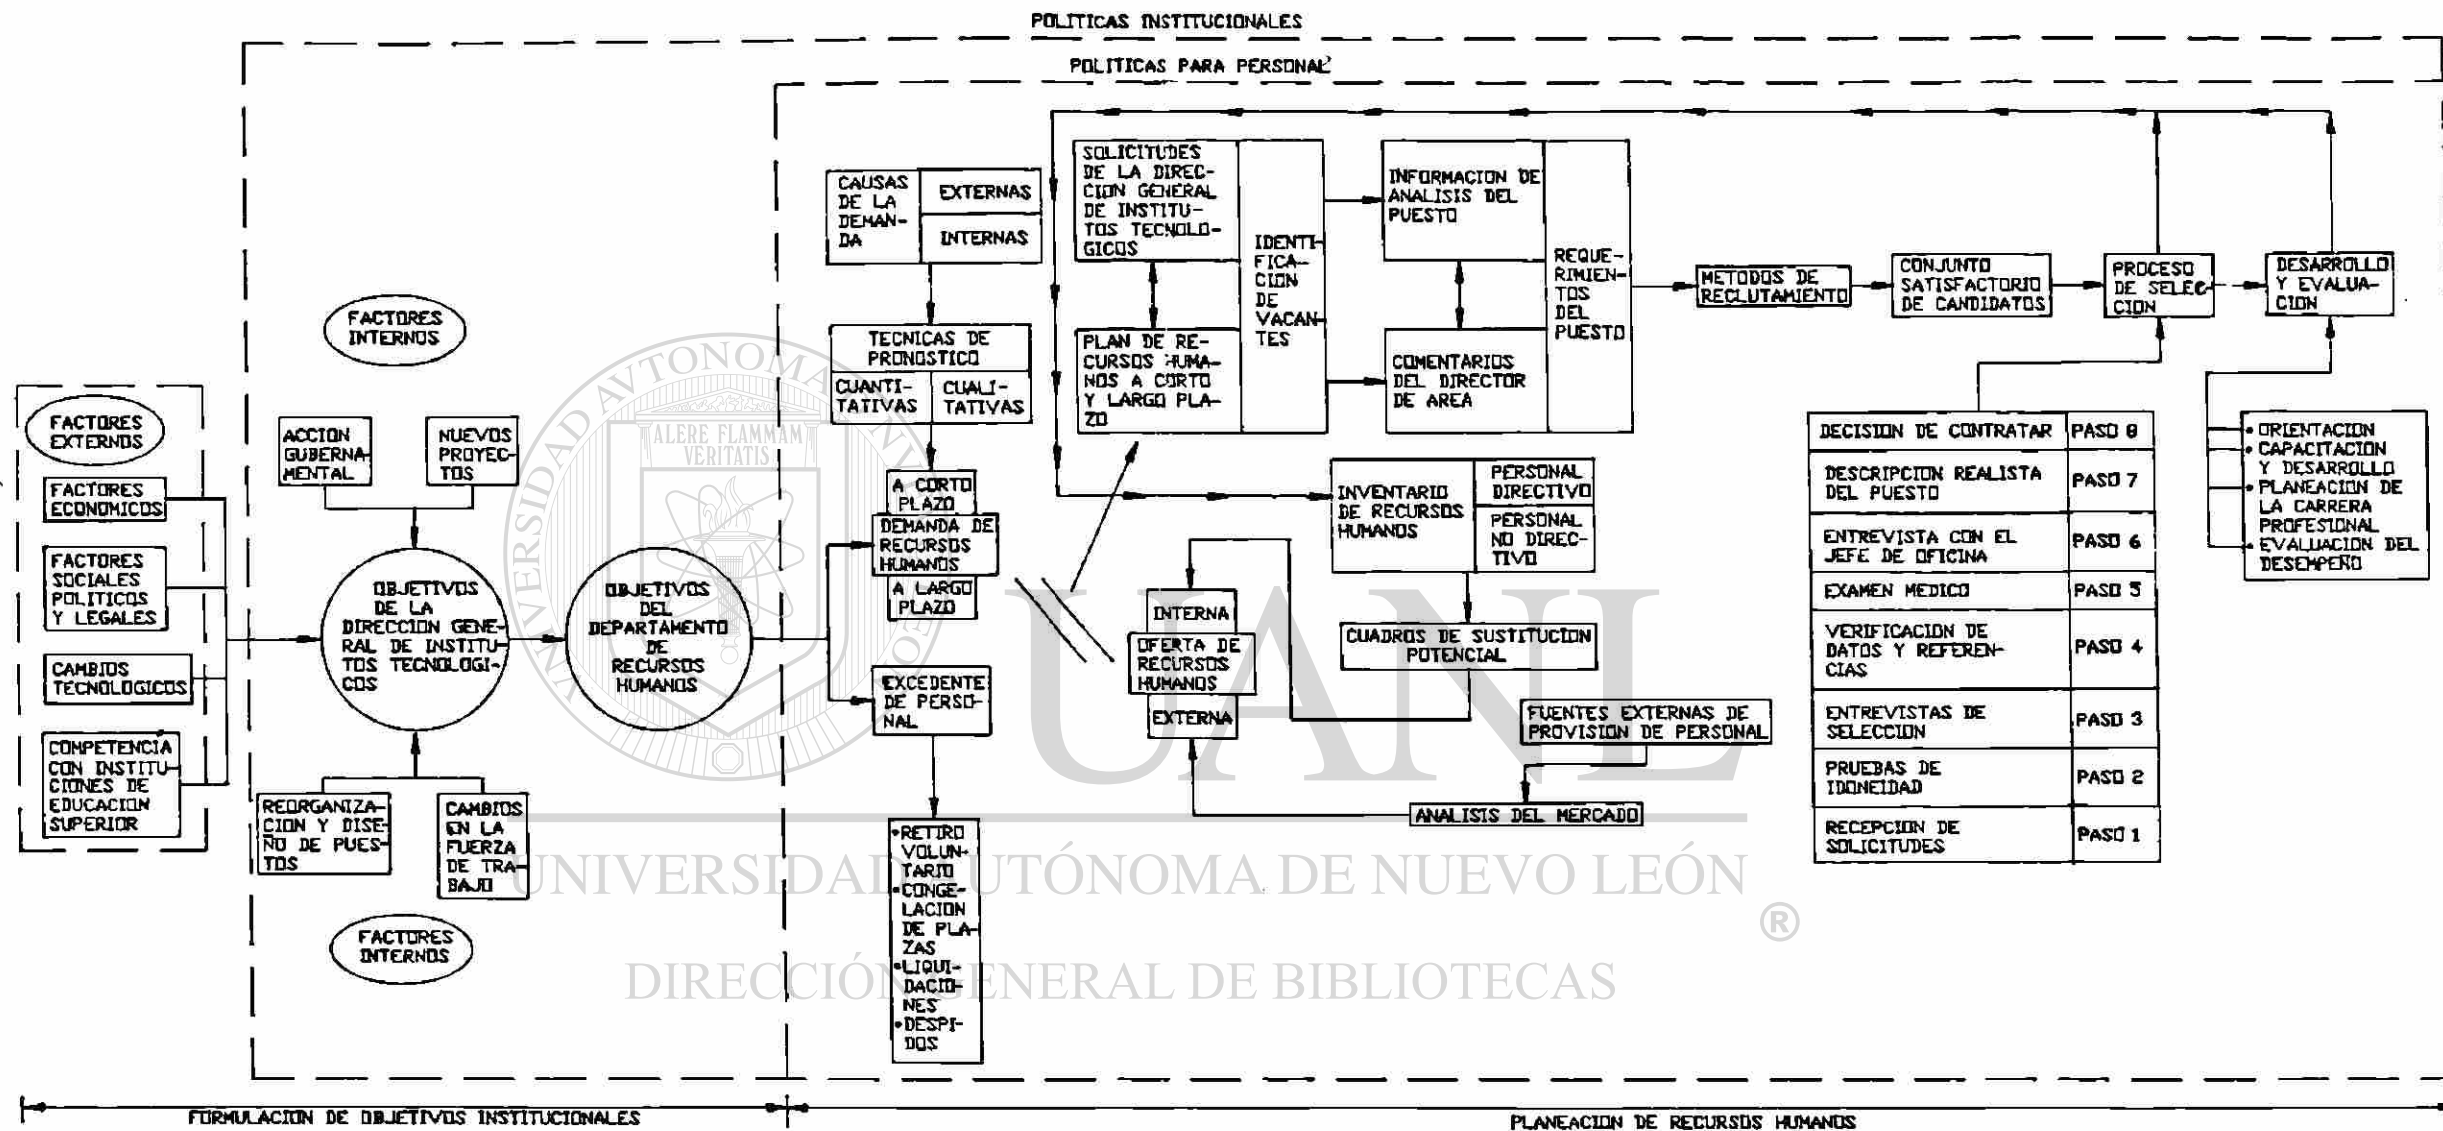 POLITICAS INSTITUCIONALES
POLITICAS PARA PERSONAL
FACTORES
EXTERNOS
FACTORES
ECONOMICOS
FACTORES
SOCIALES
POLITICOS
Y LEGALES
CAMBIOS
TECNOLOGICOS
COMPETENCIA
CON INSTITU-
CIONES DE
EDUCACION
SUPERIOR
FACTORES
INTERNOS
ACCION
GUBERNA-
MENTAL
NUEVOS
PROYEC-
TOS
OBJETIVOS
DE LA
DIRECCION GENE-
RAL DE INSTITU-
TOS TECNOLOGI-
COS
REORGANIZA-
CION Y DISE-
ÑO DE PUES-
TOS
CAMBIOS
EN LA
FUERZA
DE TRA-
BAJO
FACTORES
INTERNOS
OBJETIVOS
DEL
DEPARTAMENTO
DE
RECURSOS
HUMANOS
CAUSAS
DE LA
DEMAN-
DA
EXTERNAS
INTERNAS
TECNICAS DE
PRONOSTICO
CUANTI-
TATIVAS
CUALI-
TATIVAS
A CORTO
PLAZO
DEMANDA DE
RECURSOS
HUMANOS
A LARGO
PLAZO
EXCEDENTE
DE PERSO-
NAL
•RETIRO
VOLUN-
TARIO
•CONGE-
LACION
DE PLA-
ZAS
•LIQUI-
DACIO-
NES
•DESPI-
DOS
SOLICITUDES
DE LA DIREC-
CION GENERAL
DE INSTITU-
TOS TECNOLO-
GICOS
PLAN DE RE-
CURSOS HUMA-
NOS A CORTO
Y LARGO PLA-
ZO
IDENTI-
FICA-
CION
DE
VACAN-
TES
INFORMACION DE
ANALISIS DEL
PUESTO
COMENTARIOS
DEL DIRECTOR
DE AREA
REQUE-
RIMIEN-
TOS
DEL
PUESTO
METODOS DE
RECLUTAMIENTO
CONJUNTO
SATISFACTORIO
DE CANDIDATOS
PROCESO
DE SELEC-
CION
DESARROLLO
Y EVALUA-
CION
INVENTARIO
DE RECURSOS
HUMANOS
PERSONAL
DIRECTIVO
PERSONAL
NO DIREC-
TIVO
INTERNA
OFERTA DE
RECURSOS
HUMANOS
EXTERNA
CUADROS DE SUSTITUCION
POTENCIAL
FUENTES EXTERNAS DE
PROVISION DE PERSONAL
ANALISIS DEL MERCADO
DECISION DE CONTRATAR PASO 8
DESCRIPCION REALISTA
DEL PUESTO PASO 7
ENTREVISTA CON EL
JEFE DE OFICINA PASO 6
EXAMEN MEDICO PASO 5
VERIFICACION DE
DATOS Y REFEREN-
CIAS PASO 4
ENTREVISTAS DE
SELECCION PASO 3
PRUEBAS DE
IDONEIDAD PASO 2
RECEPCION DE
SOLICITUDES PASO 1
• ORIENTACION
• CAPACITACION
Y DESARROLLO
• PLANEACION DE
LA CARRERA
PROFESIONAL
• EVALUACION DEL
DESEMPEÑO
FORMULACION DE OBJETIVOS INSTITUCIONALES
PLANEACION DE RECURSOS HUMANOS
UNIVERSIDAD AVTONOMA DE NVEVO LEON
ALERE FLAMMAM
VERITATIS
UANL
UNIVERSIDAD AUTÓNOMA DE NUEVO LEÓN
®
DIRECCIÓN GENERAL DE BIBLIOTECAS